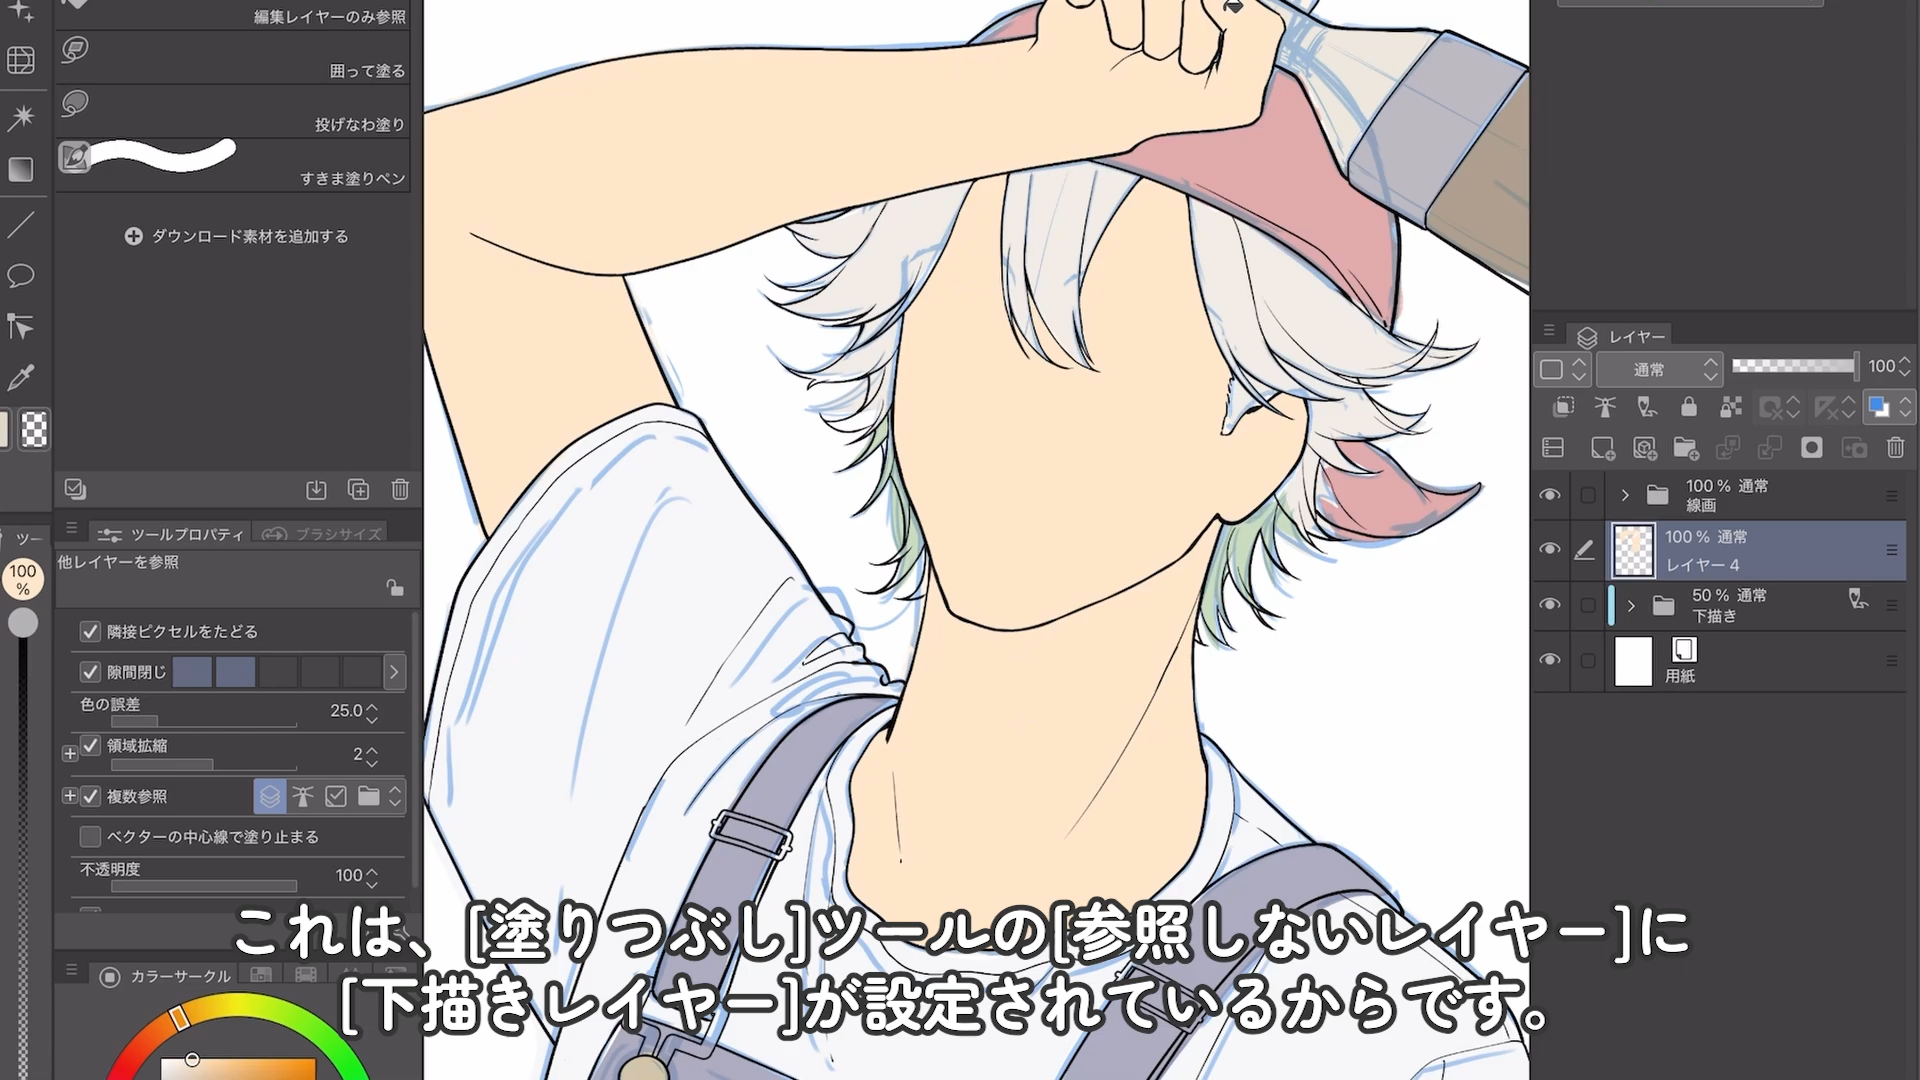 編集レイヤーのみ参照
囲って塗る
投げなわ塗り
すきま塗りペン
ダウンロード素材を追加する
ツールプロパティ
ブラシサイズ
ツー
100
%
他レイヤーを参照
隣接ピクセルをたどる
隙間閉じ
色の誤差 25.0
領域拡縮 2
複数参照
ベクターの中心線で塗り止まる
不透明度 100
カラーサークル
レイヤー
通常 100
100 % 通常
線画
100 % 通常
レイヤー 4
50 % 通常
下描き
用紙
これは、[塗りつぶし]ツールの[参照しないレイヤー]に
[下描きレイヤー]が設定されているからです。